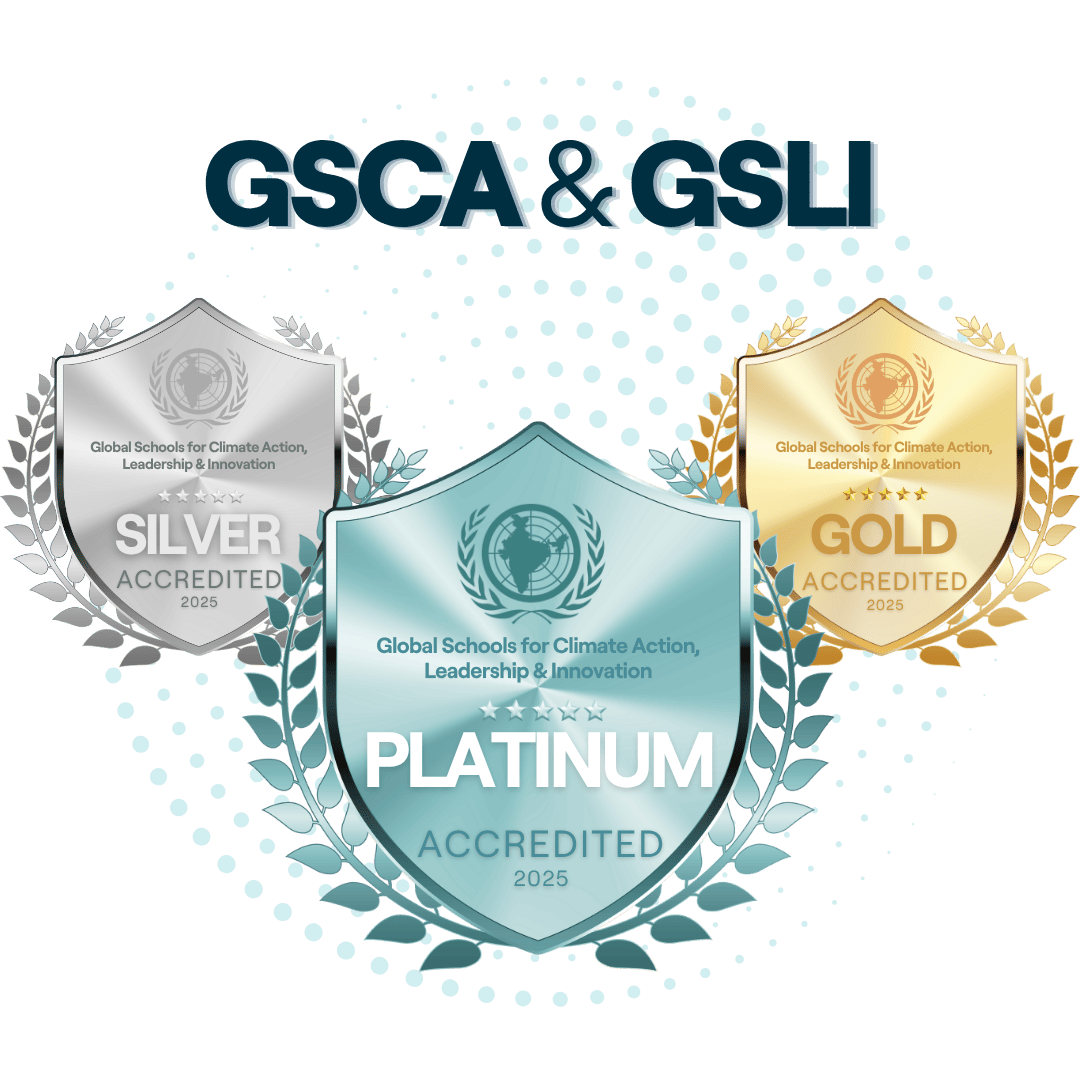 GSCA & GSLI
Global Schools for Climate Action,
Leadership & Innovation
SILVER
ACCREDITED
2025
Global Schools for Climate Action,
Leadership & Innovation
PLATINUM
ACCREDITED
2025
Global Schools for Climate Action,
Leadership & Innovation
GOLD
ACCREDITED
2025